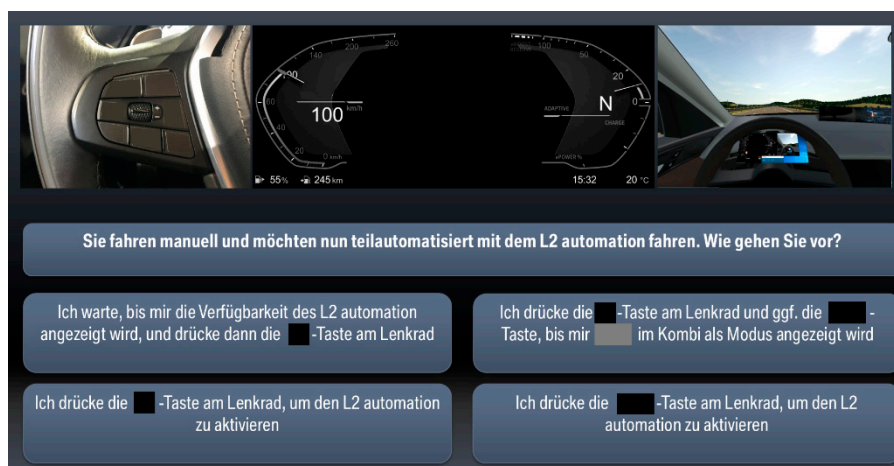 140
200
260
100
60
100 km/h
40
20
0 km/h
55% 245 km
100
50
20
N
0
ADAPTIVE
CHARGE
ePOWER %
15:32 20 °C
Sie fahren manuell und möchten nun teilautomatisiert mit dem L2 automation fahren. Wie gehen Sie vor?
Ich warte, bis mir die Verfügbarkeit des L2 automation
angezeigt wird, und drücke dann die -Taste am Lenkrad
Ich drücke die -Taste am Lenkrad und ggf. die -
Taste, bis mir im Kombi als Modus angezeigt wird
Ich drücke die -Taste am Lenkrad, um den L2 automation
zu aktivieren
Ich drücke die -Taste am Lenkrad, um den L2
automation zu aktivieren